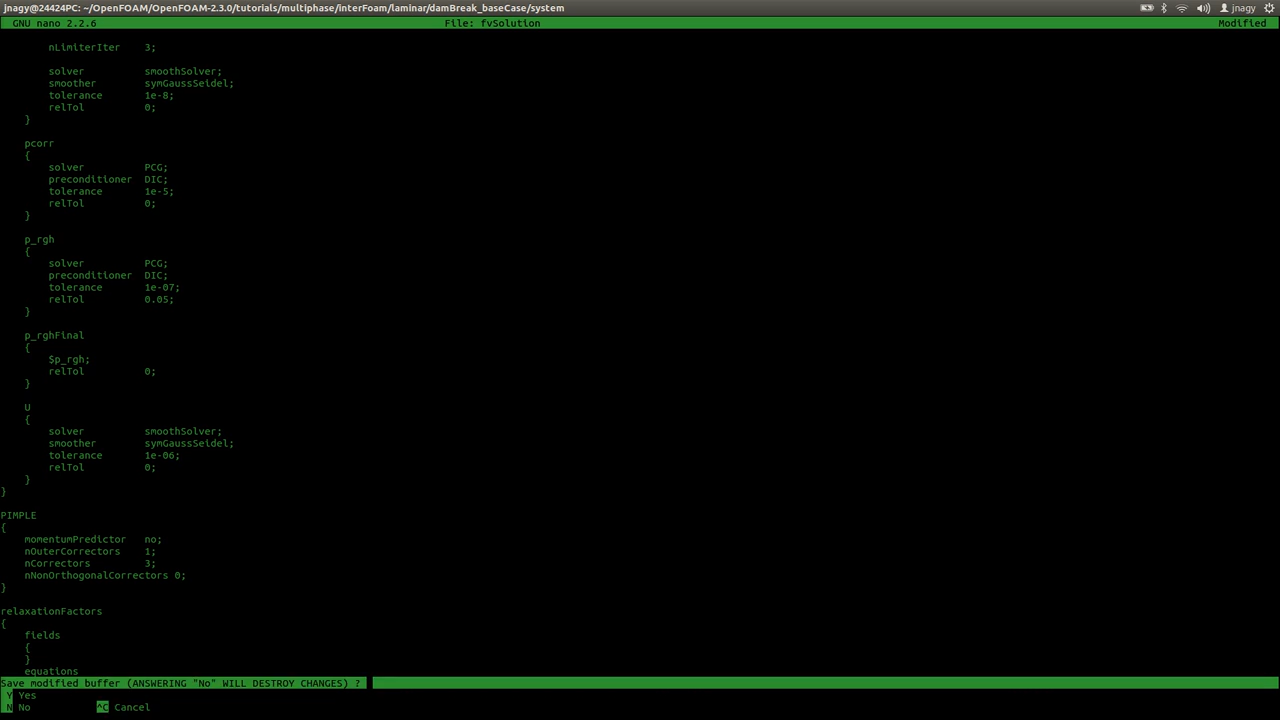 jnagy@24424PC: ~/OpenFOAM/OpenFOAM-2.3.0/tutorials/multiphase/interFoam/laminar/damBreak_baseCase/system jnagy
GNU nano 2.2.6 File: fvSolution Modified
nLimiterIter 3;
solver smoothSolver;
smoother symGaussSeidel;
tolerance 1e-8;
relTol 0;
}
pcorr
{
solver PCG;
preconditioner DIC;
tolerance 1e-5;
relTol 0;
}
p_rgh
{
solver PCG;
preconditioner DIC;
tolerance 1e-07;
relTol 0.05;
}
p_rghFinal
{
$p_rgh;
relTol 0;
}
U
{
solver smoothSolver;
smoother symGaussSeidel;
tolerance 1e-06;
relTol 0;
}
}
PIMPLE
{
momentumPredictor no;
nOuterCorrectors 1;
nCorrectors 3;
nNonOrthogonalCorrectors 0;
}
relaxationFactors
{
fields
{
}
equations
Save modified buffer (ANSWERING "No" WILL DESTROY CHANGES) ?
Y Yes
N No ^C Cancel